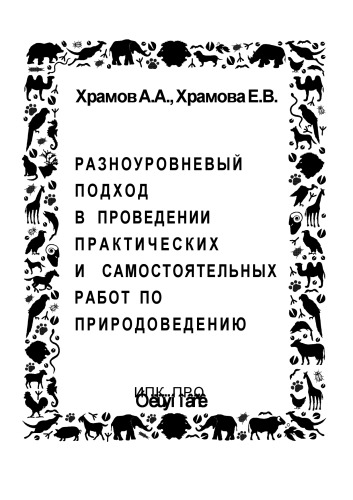 Храмов А.А., Храмова Е.В.
РАЗНОУРОВНЕВЫЙ
ПОДХОД
В ПРОВЕДЕНИИ
ПРАКТИЧЕСКИХ
И САМОСТОЯТЕЛЬНЫХ
РАБОТ ПО
ПРИРОДОВЕДЕНИЮ
ИПК ПРО